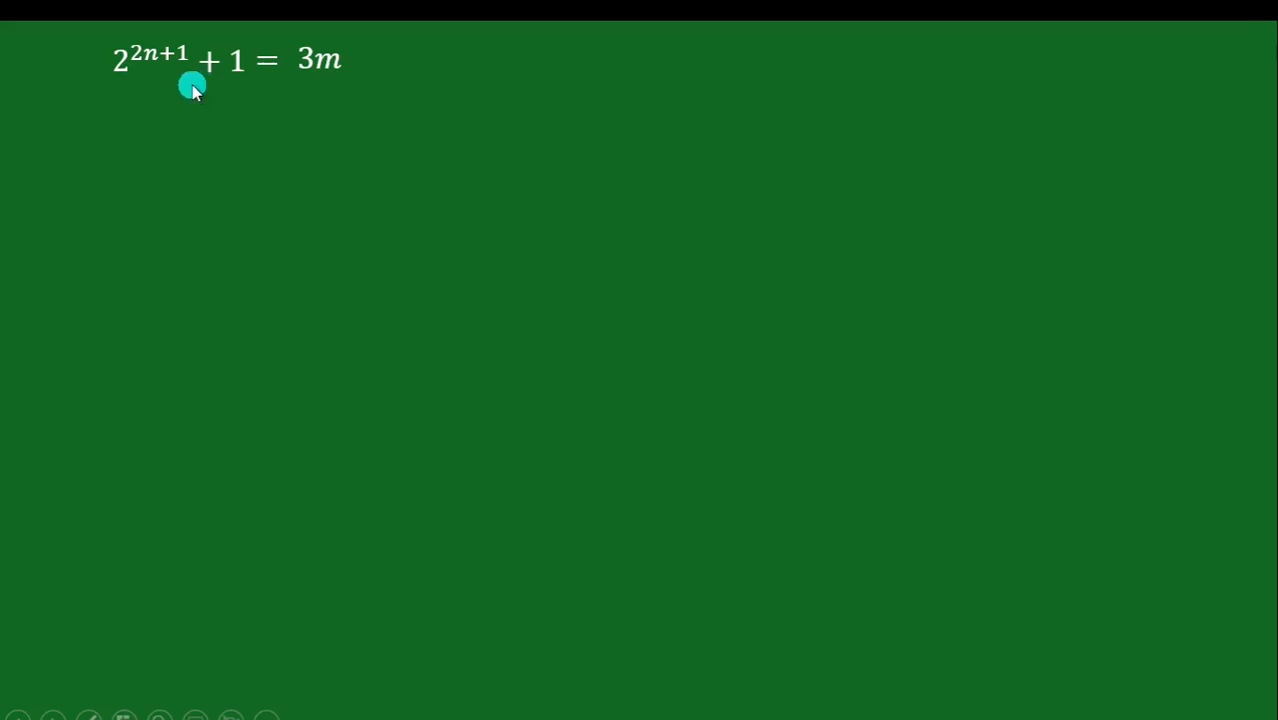 2^{2n+1} + 1 = 3m